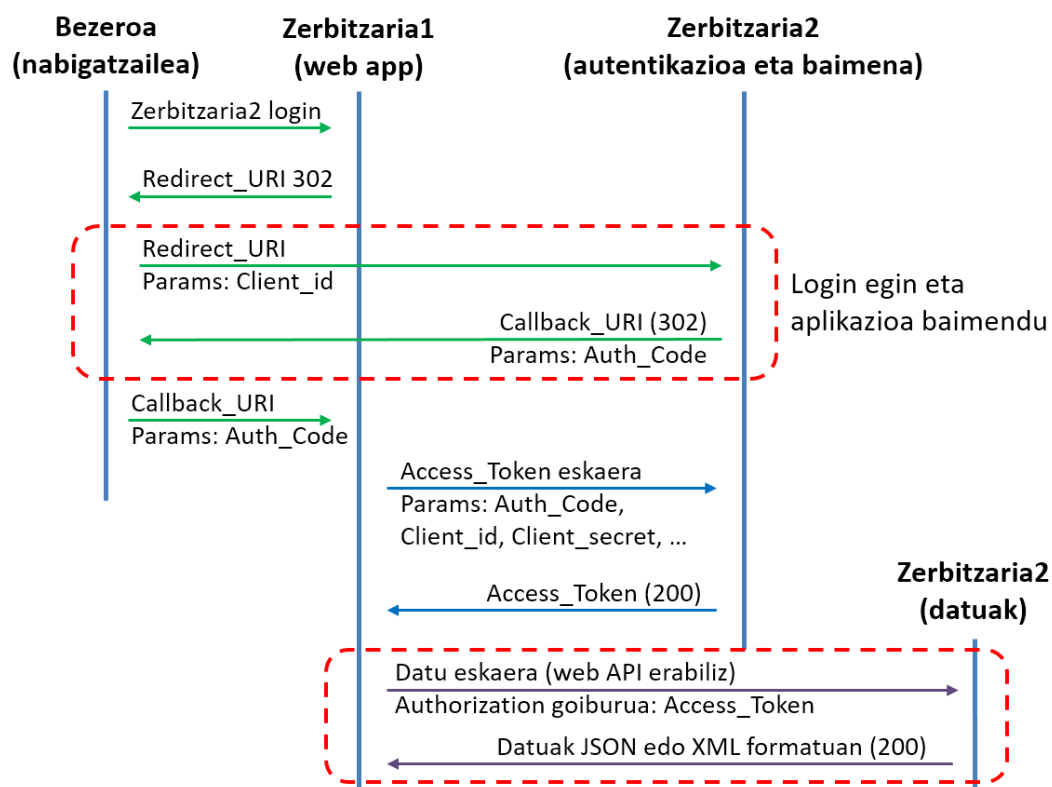 Bezeroa
(nabigatzailea)
Zerbitzaria1
(web app)
Zerbitzaria2
(autentikazioa eta baimena)
Zerbitzaria2 login
Redirect_URI 302
Redirect_URI
Params: Client_id
Callback_URI (302)
Params: Auth_Code
Login egin eta
aplikazioa baimendu
Callback_URI
Params: Auth_Code
Access_Token eskaera
Params: Auth_Code,
Client_id, Client_secret, ...
Access_Token (200)
Zerbitzaria2
(datuak)
Datu eskaera (web API erabiliz)
Authorization goiburua: Access_Token
Datuak JSON edo XML formatuan (200)